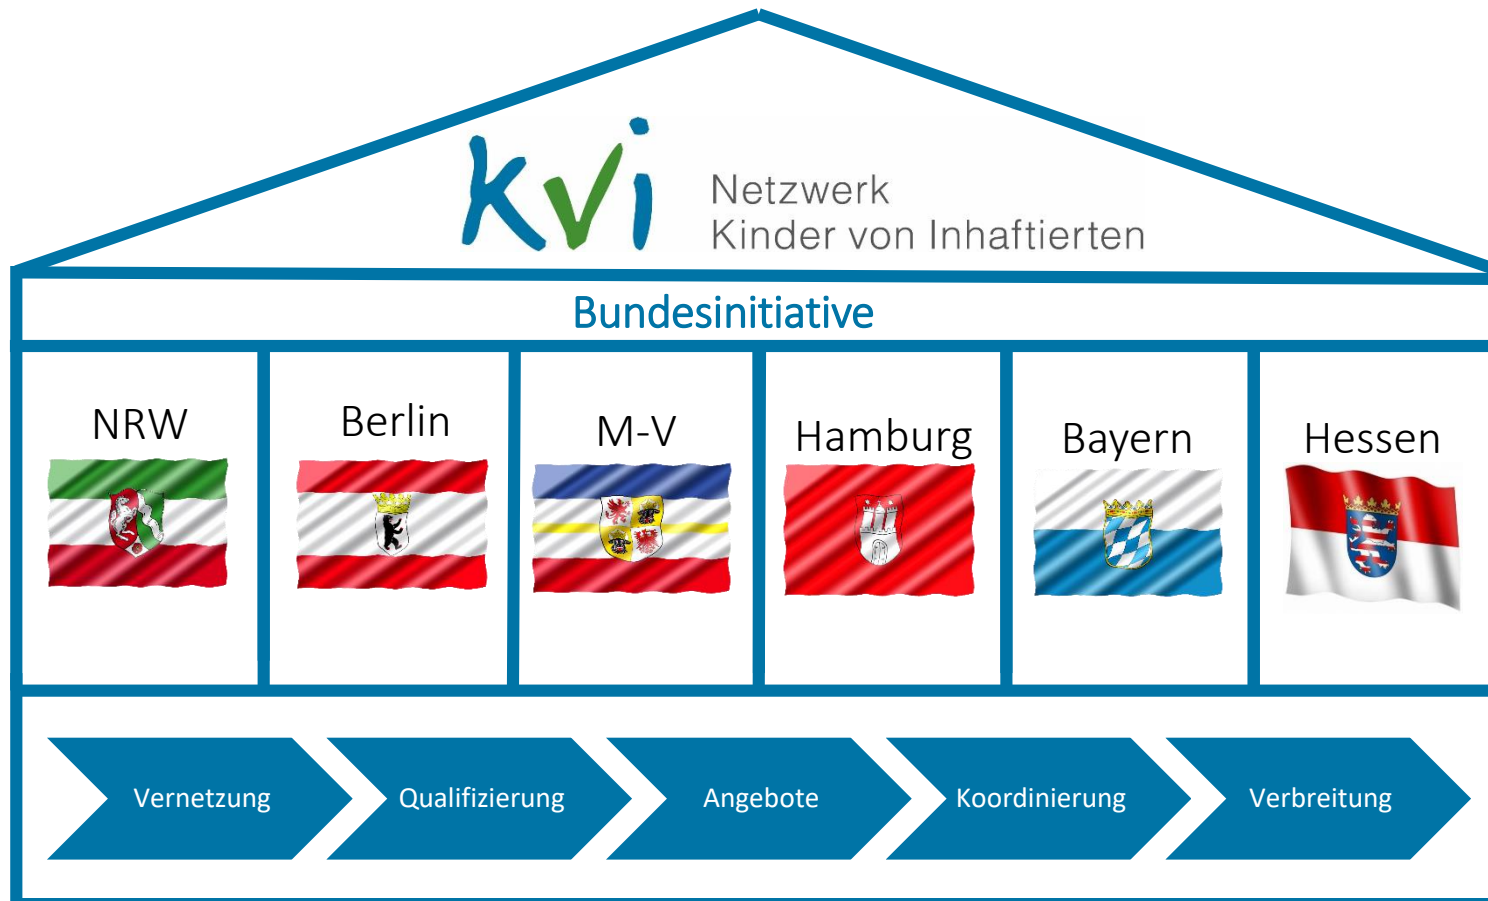 kvi
Netzwerk
Kinder von Inhaftierten
Bundesinitiative
NRW
Berlin
M-V
Hamburg
Bayern
Hessen
Vernetzung
Qualifizierung
Angebote
Koordinierung
Verbreitung